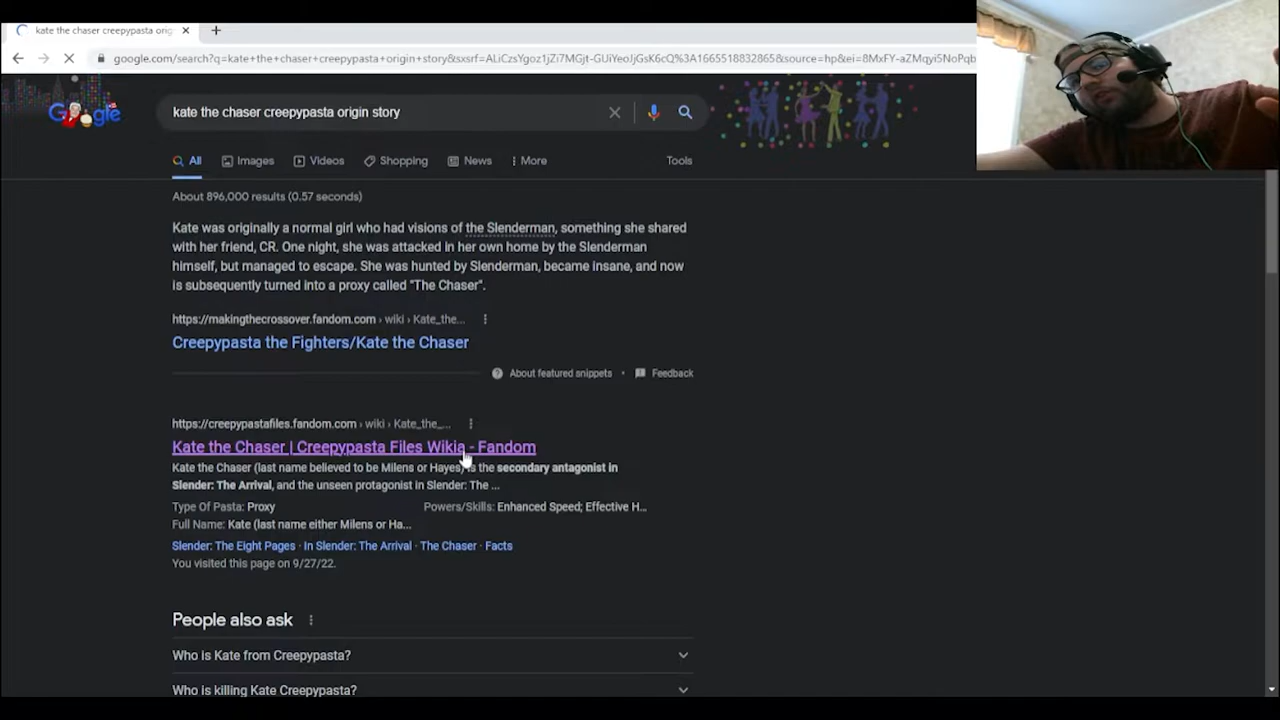 kate the chaser creepypasta orig
google.com/search?q=kate+the+chaser+creepypasta+origin+story&sxsrf=ALiCzsYgoz1jZi7MGjt-GUiYeoJjGsK6cQ%3A1665518832865&source=hp&ei=8MxFY-aZMqyi5NoPqb
Google
kate the chaser creepypasta origin story
All Images Videos Shopping News More Tools
About 896,000 results (0.57 seconds)
Kate was originally a normal girl who had visions of the Slenderman, something she shared
with her friend, CR. One night, she was attacked in her own home by the Slenderman
himself, but managed to escape. She was hunted by Slenderman, became insane, and now
is subsequently turned into a proxy called "The Chaser".
https://makingthecrossover.fandom.com › wiki › Kate_the...
Creepypasta the Fighters/Kate the Chaser
About featured snippets • Feedback
https://creepypastafiles.fandom.com › wiki › Kate_the_...
Kate the Chaser | Creepypasta Files Wikia - Fandom
Kate the Chaser (last name believed to be Milens or Hayes) is the secondary antagonist in
Slender: The Arrival, and the unseen protagonist in Slender: The ...
Type Of Pasta: Proxy Powers/Skills: Enhanced Speed; Effective H...
Full Name: Kate (last name either Milens or Ha...
Slender: The Eight Pages · In Slender: The Arrival · The Chaser · Facts
You visited this page on 9/27/22.
People also ask
Who is Kate from Creepypasta?
Who is killing Kate Creepypasta?